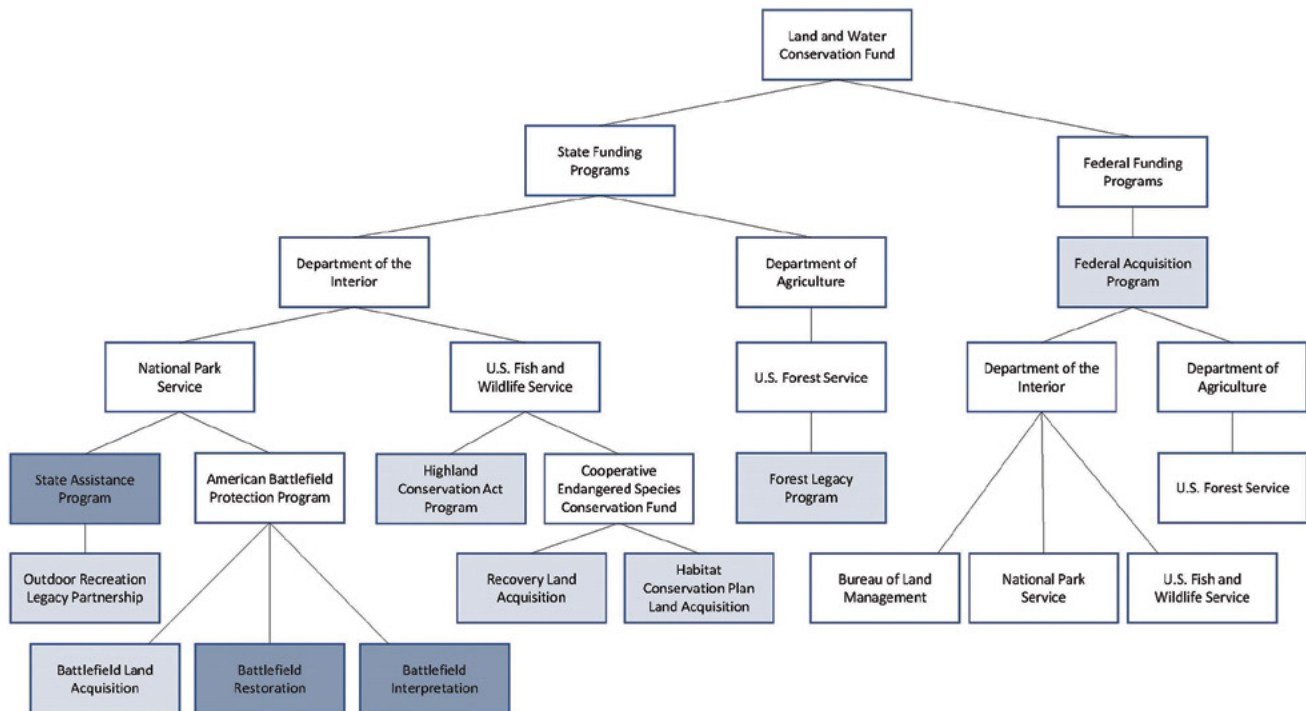 Land and Water
Conservation Fund
State Funding
Programs
Federal Funding
Programs
Department of the
Interior
Department of
Agriculture
Federal Acquisition
Program
National Park
Service
U.S. Fish and
Wildlife Service
U.S. Forest Service
Department of the
Interior
Department of
Agriculture
State Assistance
Program
American Battlefield
Protection Program
Highland
Conservation Act
Program
Cooperative
Endangered Species
Conservation Fund
Forest Legacy
Program
U.S. Forest Service
Outdoor Recreation
Legacy Partnership
Recovery Land
Acquisition
Habitat
Conservation Plan
Land Acquisition
Bureau of Land
Management
National Park
Service
U.S. Fish and
Wildlife Service
Battlefield Land
Acquisition
Battlefield
Restoration
Battlefield
Interpretation